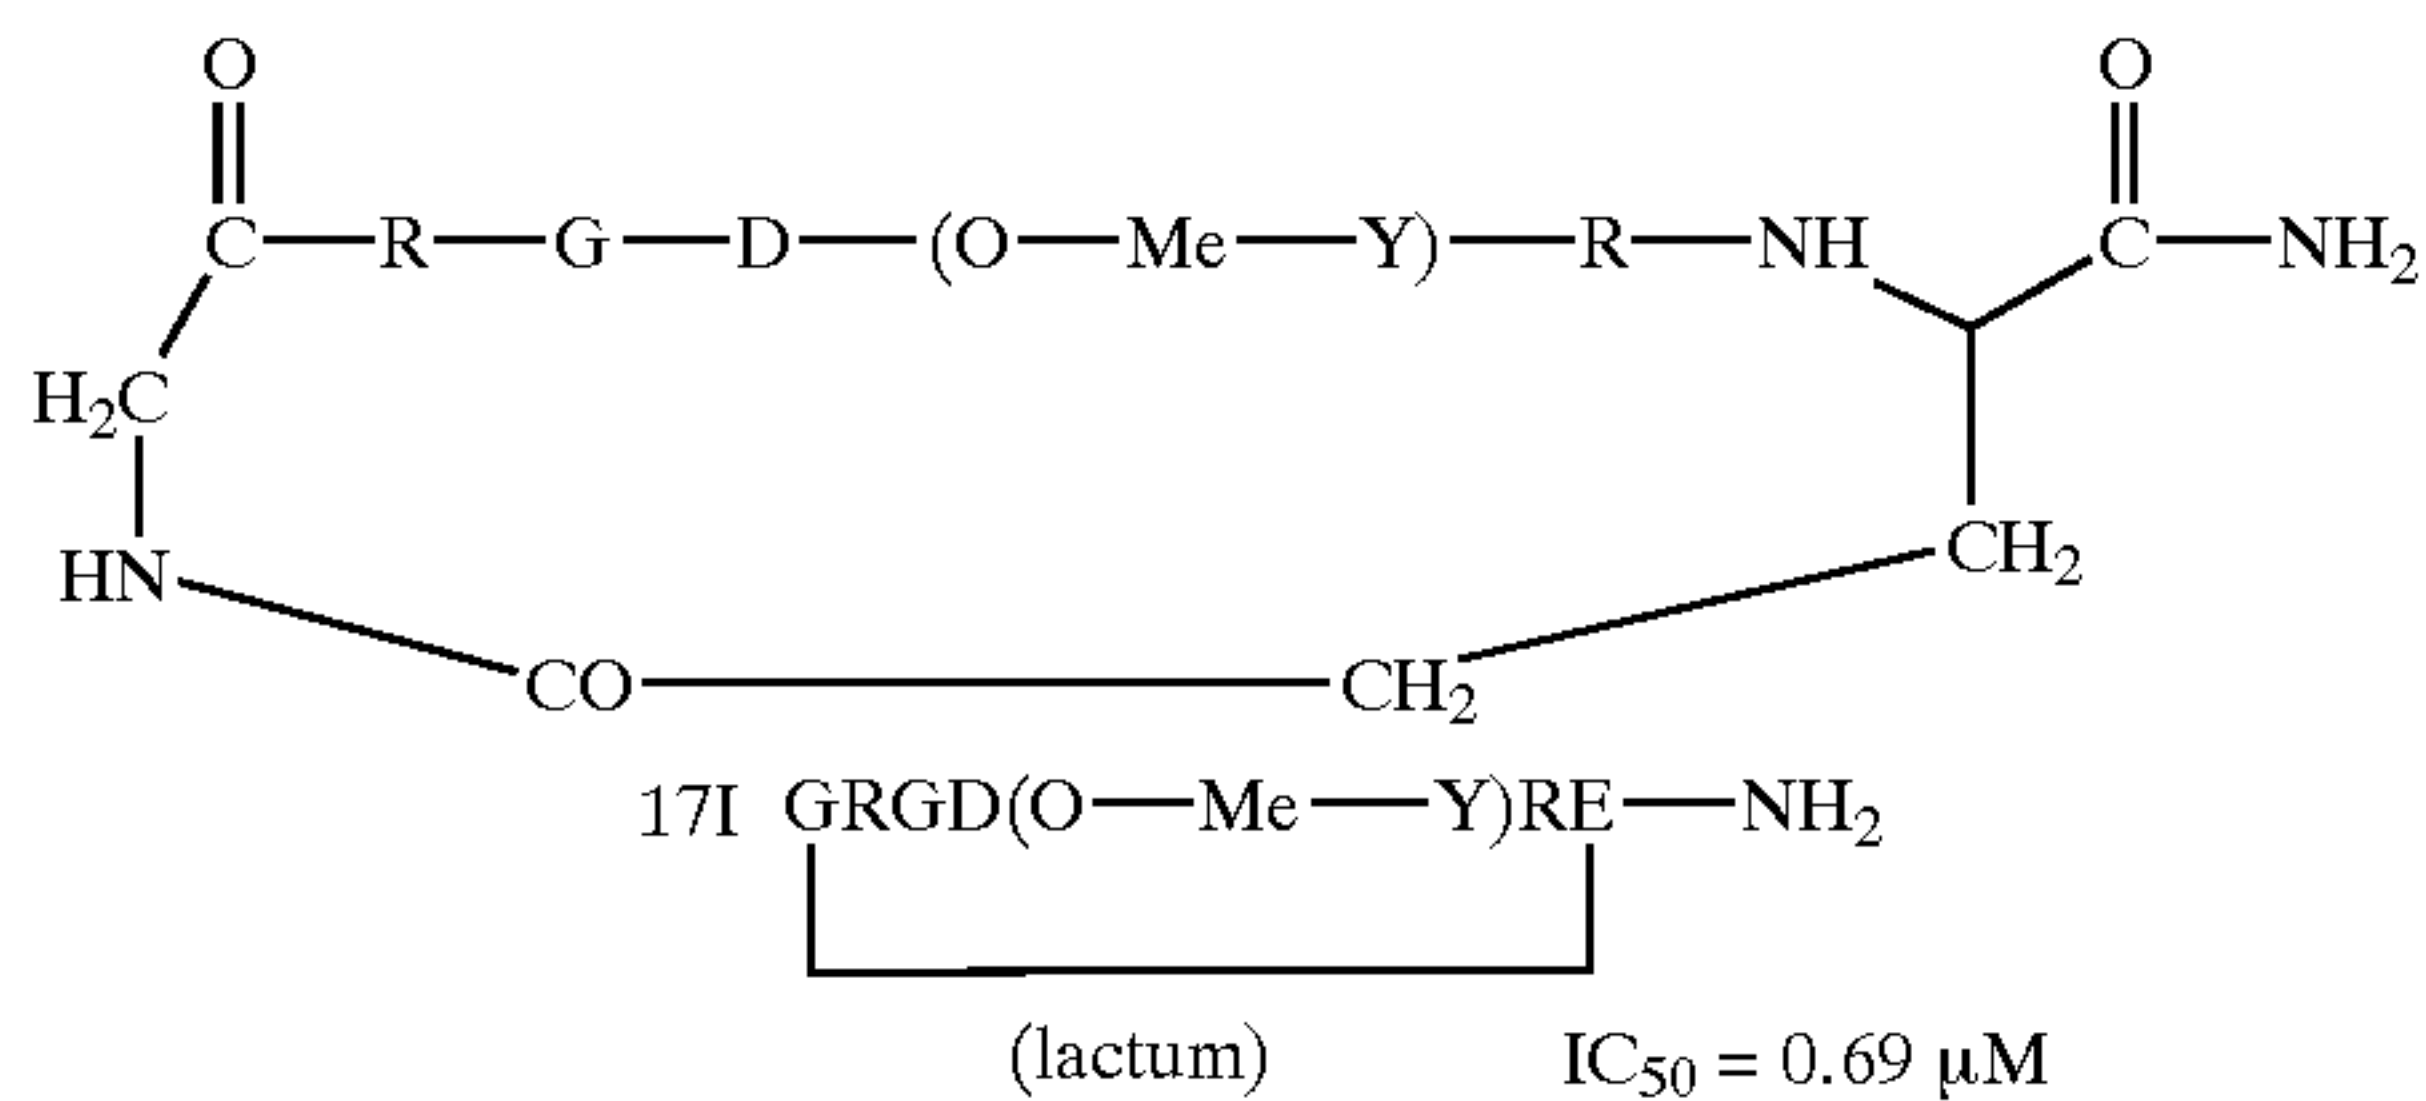 O O
C—R—G—D—(O—Me—Y)—R—NH C—NH₂
H₂C
HN CH₂
CO CH₂
17I GRGD(O—Me—Y)RE—NH₂
(lactum) IC₅₀ = 0.69 μM